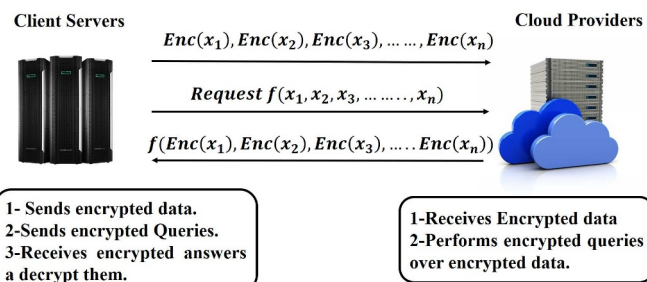 Client Servers
Cloud Providers
Enc(x₁), Enc(x₂), Enc(x₃), ... ..., Enc(xₙ)
Request f(x₁, x₂, x₃, ... ... .. , xₙ)
f(Enc(x₁), Enc(x₂), Enc(x₃), ... .. Enc(xₙ))
1- Sends encrypted data.
2-Sends encrypted Queries.
3-Receives encrypted answers
a decrypt them.
1-Receives Encrypted data
2-Performs encrypted queries
over encrypted data.